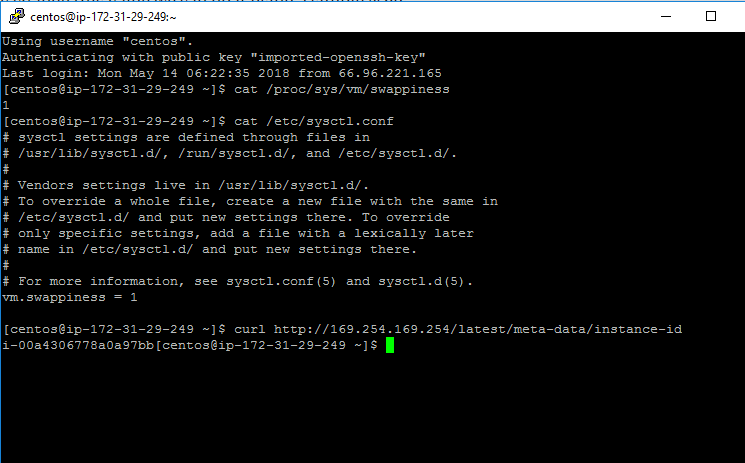 centos@ip-172-31-29-249:~
Using username "centos".
Authenticating with public key "imported-openssh-key"
Last login: Mon May 14 06:22:35 2018 from 66.96.221.165
[centos@ip-172-31-29-249 ~]$ cat /proc/sys/vm/swappiness
1
[centos@ip-172-31-29-249 ~]$ cat /etc/sysctl.conf
# sysctl settings are defined through files in
# /usr/lib/sysctl.d/, /run/sysctl.d/, and /etc/sysctl.d/.
#
# Vendors settings live in /usr/lib/sysctl.d/.
# To override a whole file, create a new file with the same in
# /etc/sysctl.d/ and put new settings there. To override
# only specific settings, add a file with a lexically later
# name in /etc/sysctl.d/ and put new settings there.
#
# For more information, see sysctl.conf(5) and sysctl.d(5).
vm.swappiness = 1
[centos@ip-172-31-29-249 ~]$ curl http://169.254.169.254/latest/meta-data/instance-id
i-00a4306778a0a97bb[centos@ip-172-31-29-249 ~]$